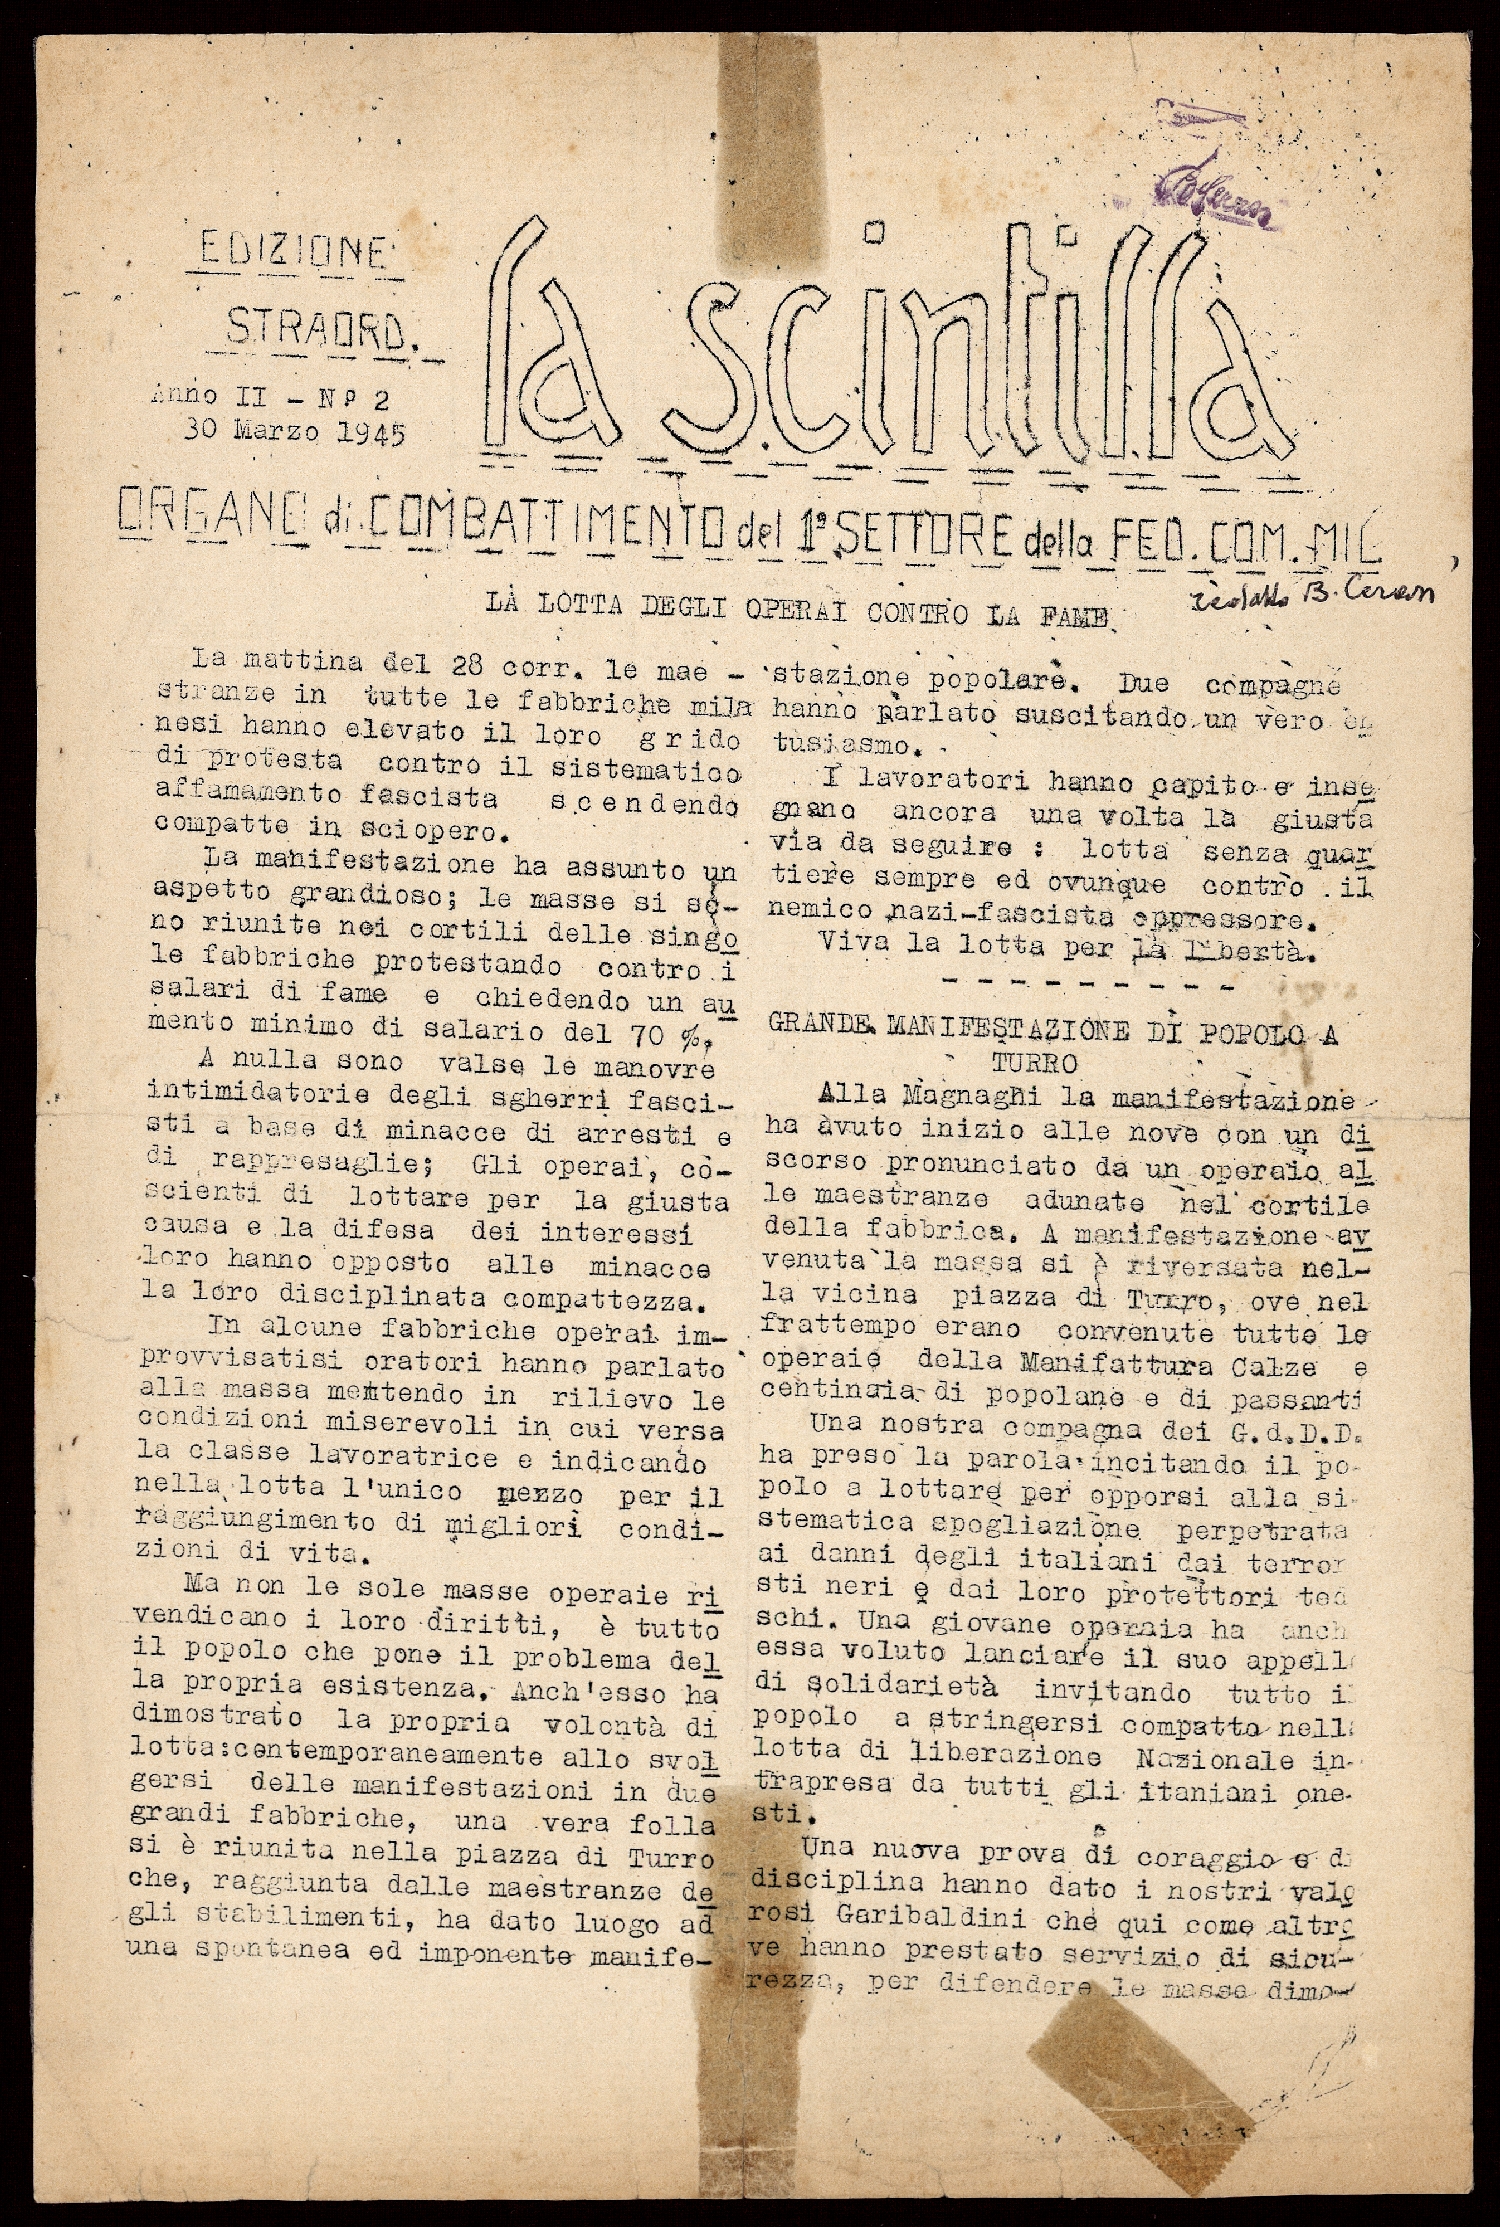 EDIZIONE
STRAORD.
Anno II - Nº 2
30 Marzo 1945
la scintilla
ORGANO di COMBATTIMENTO del 1º SETTORE della FED. COM. MIL
B. Ceran
LA LOTTA DEGLI OPERAI CONTRO LA FAME
La mattina del 28 corr. le mae -
stranze in tutte le fabbriche mila
nesi hanno elevato il loro grido
di protesta contro il sistematico
affamamento fascista scendendo
compatte in sciopero.
La manifestazione ha assunto un
aspetto grandioso; le masse si so-
no riunite nei cortili delle singo
le fabbriche protestando contro i
salari di fame e chiedendo un au
mento minimo di salario del 70 %,
A nulla sono valse le manovre
intimidatorie degli sgherri fasci-
sti a base di minacce di arresti e
di rappresaglie; Gli operai, co-
scienti di lottare per la giusta
causa e la difesa dei interessi
loro hanno opposto alle minacce
la loro disciplinata compattezza.
In alcune fabbriche operai im-
provvisatisi oratori hanno parlato
alla massa mettendo in rilievo le
condizioni miserevoli in cui versa
la classe lavoratrice e indicando
nella lotta l'unico mezzo per il
raggiungimento di migliori condi-
zioni di vita.
Ma non le sole masse operaie ri
vendicano i loro diritti, è tutto
il popolo che pone il problema del
la propria esistenza. Anch'esso ha
dimostrato la propria volontà di
lotta:contemporaneamente allo svol
gersi delle manifestazioni in due
grandi fabbriche, una vera folla
si è riunita nella piazza di Turro
che, raggiunta dalle maestranze de
gli stabilimenti, ha dato luogo ad
una spontanea ed imponente manife-
stazione popolare. Due compagne
hanno parlato suscitando un vero en
tusiasmo.
I lavoratori hanno capito e inse
gnano ancora una volta la giusta
via da seguire : lotta senza quar
tiere sempre ed ovunque contro il
nemico nazi-fascista oppressore.
Viva la lotta per la libertà.
- - - - - - - - -
GRANDE MANIFESTAZIONE DI POPOLO A
TURRO
Alla Magnaghi la manifestazione
ha avuto inizio alle nove con un di
scorso pronunciato da un operaio al
le maestranze adunate nel cortile
della fabbrica. A manifestazione av
venuta la massa si è riversata nel-
la vicina piazza di Turro, ove nel
frattempo erano convenute tutte le
operaie della Manifattura Calze e
centinaia di popolane e di passanti
Una nostra compagna dei G.d.D.D.
ha preso la parola incitando il po-
polo a lottare per opporsi alla si-
stematica spogliazione perpetrata
ai danni degli italiani dai terror
sti neri e dai loro protettori ted
schi. Una giovane operaia ha anch
essa voluto lanciare il suo appello
di solidarietà invitando tutto il
popolo a stringersi compatto nella
lotta di liberazione Nazionale in-
trapresa da tutti gli itaniani one-
sti.
Una nuova prova di coraggio e di
disciplina hanno dato i nostri valo
rosi Garibaldini che qui come altro
ve hanno prestato servizio di sicu-
rezza, per difendere le masse dimo-